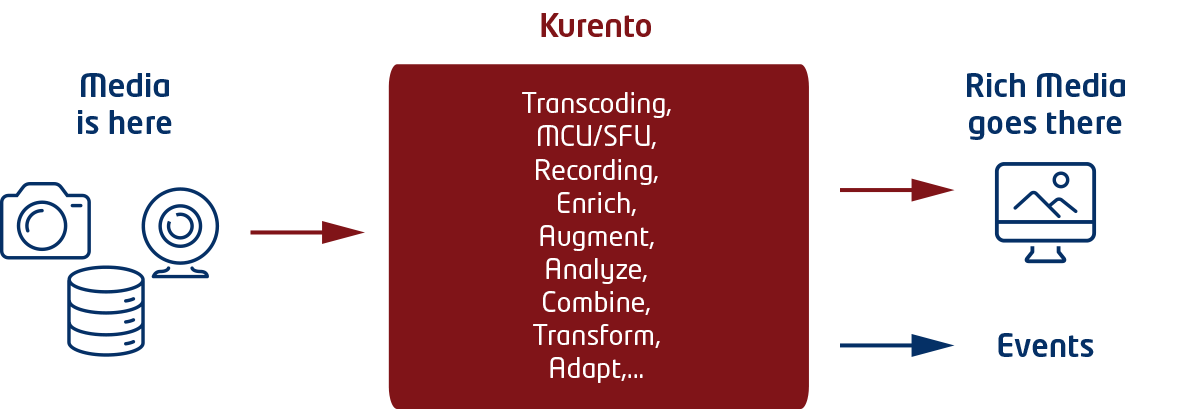 Kurento
Media
is here
Transcoding,
MCU/SFU,
Recording,
Enrich,
Augment,
Analyze,
Combine,
Transform,
Adapt,...
Rich Media
goes there
Events